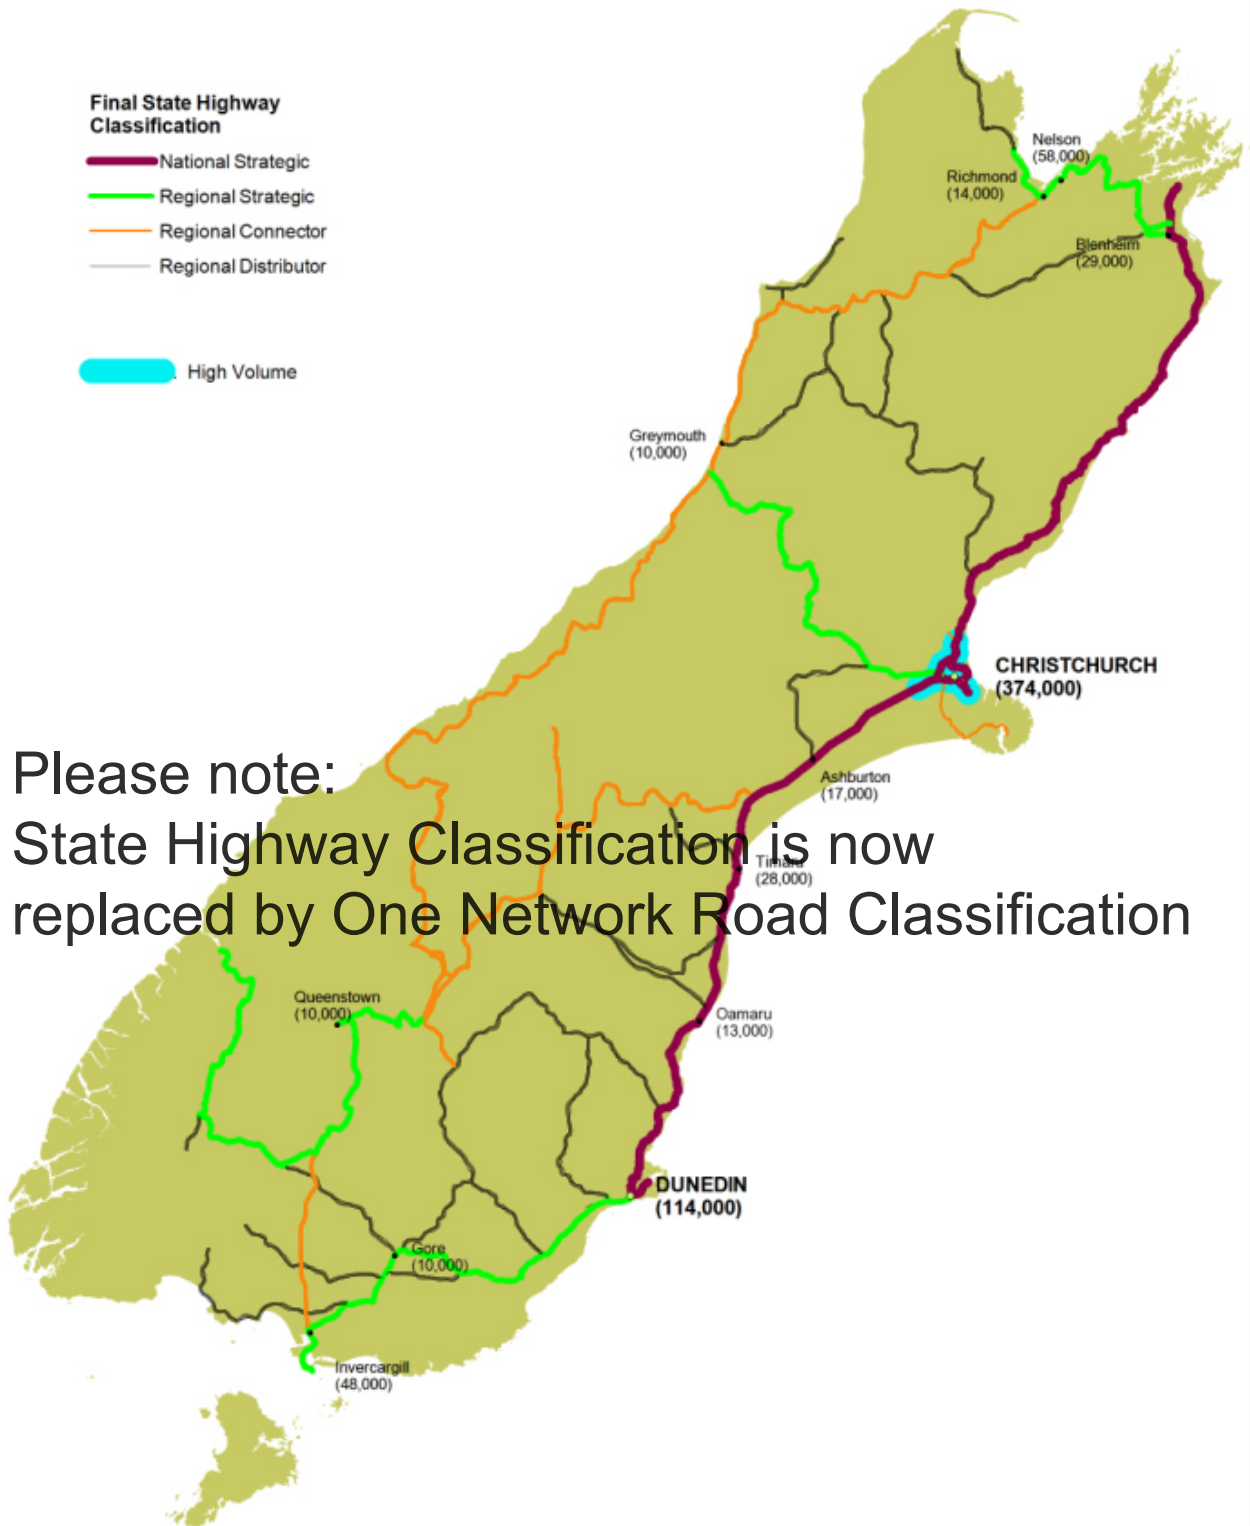 Final State Highway
Classification
National Strategic
Regional Strategic
Regional Connector
Regional Distributor
High Volume
Nelson
(58,000)
Richmond
(14,000)
Blenheim
(29,000)
Greymouth
(10,000)
CHRISTCHURCH
(374,000)
Ashburton
(17,000)
Please note:
State Highway Classification is now
replaced by One Network Road Classification
Timaru
(28,000)
Queenstown
(10,000)
Oamaru
(13,000)
DUNEDIN
(114,000)
Gore
(10,000)
Invercargill
(48,000)